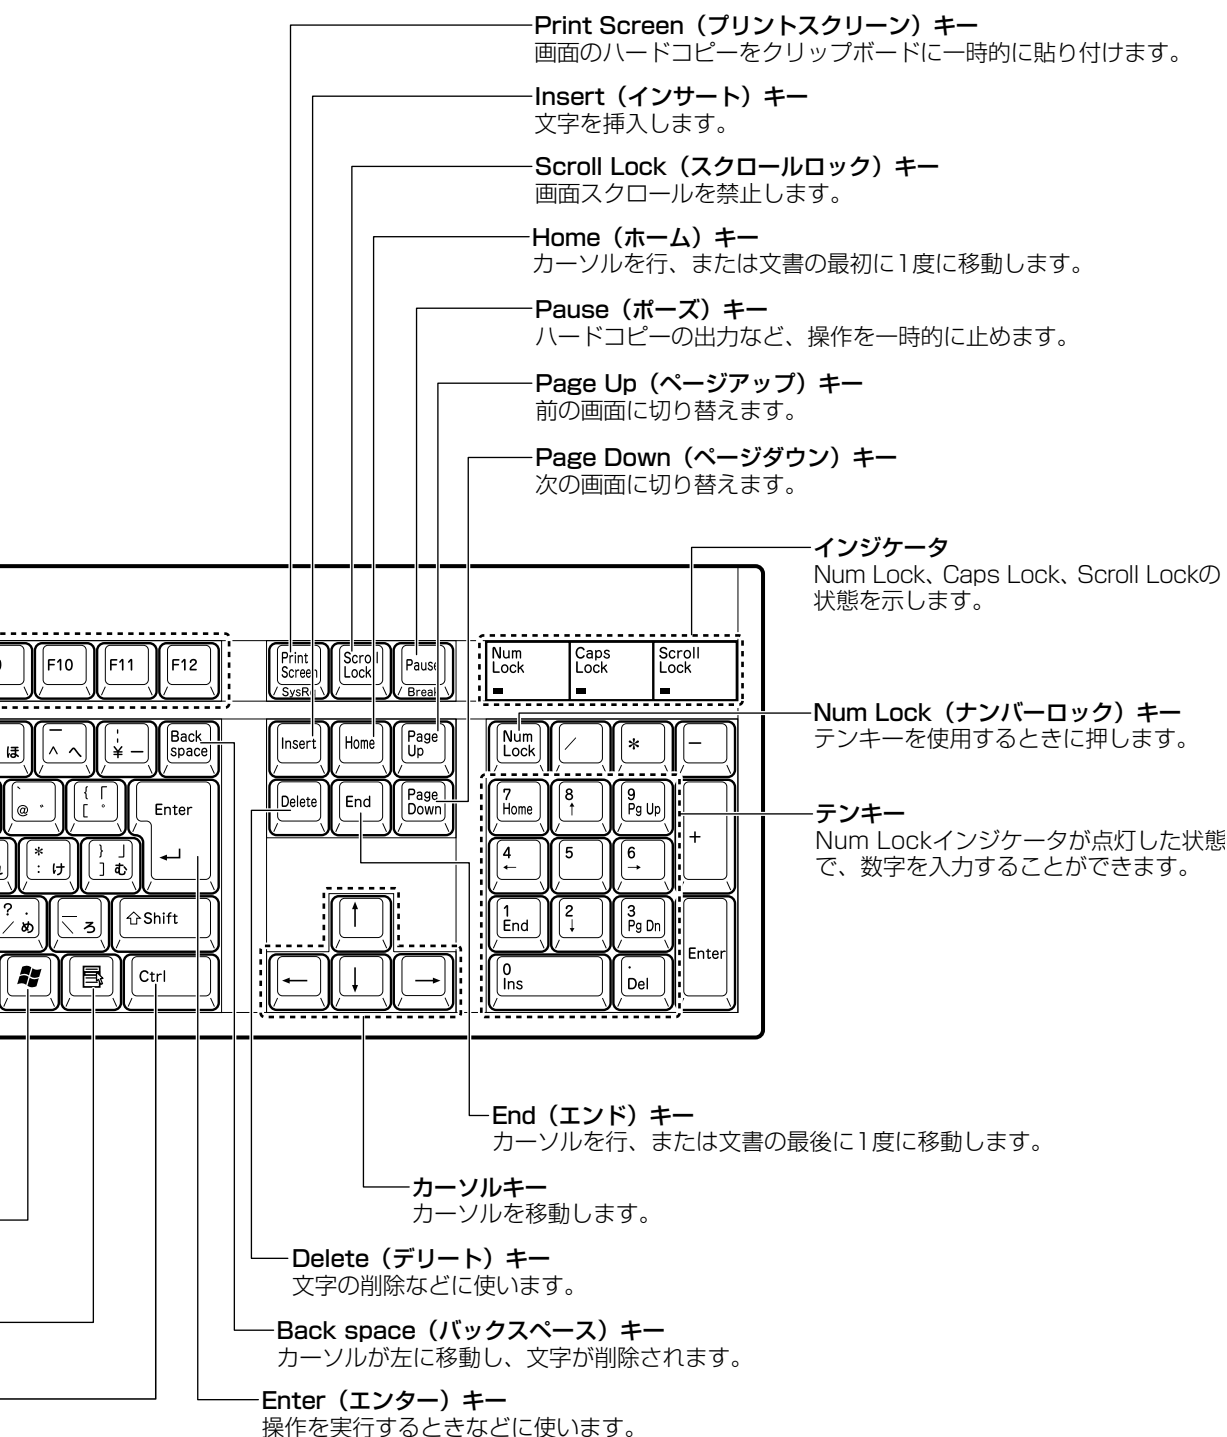 Print Screen（プリントスクリーン）キー
画面のハードコピーをクリップボードに一時的に貼り付けます。
Insert（インサート）キー
文字を挿入します。
Scroll Lock（スクロールロック）キー
画面スクロールを禁止します。
Home（ホーム）キー
カーソルを行、または文書の最初に1度に移動します。
Pause（ポーズ）キー
ハードコピーの出力など、操作を一時的に止めます。
Page Up（ページアップ）キー
前の画面に切り替えます。
Page Down（ページダウン）キー
次の画面に切り替えます。
インジケータ
Num Lock、Caps Lock、Scroll Lockの
状態を示します。
F10 F11 F12
Print Screen SysRq
Scroll Lock
Pause Break
Num Lock
Caps Lock
Scroll Lock
Num Lock（ナンバーロック）キー
テンキーを使用するときに押します。
ほ
^ へ
¥ ー
Back space
Insert Home Page Up
Num Lock / * -
@ ゛
{ 「 [ ゜
Enter
Delete End Page Down
7 Home
8 ↑
9 Pg Up
+
テンキー
Num Lockインジケータが点灯した状態
で、数字を入力することができます。
* : け
} 」 ] む
4 ←
5
6 →
? ・ / め
_ \ ろ
⇧Shift
↑
1 End
2 ↓
3 Pg Dn
Enter
Ctrl
← ↓ →
0 Ins
. Del
End（エンド）キー
カーソルを行、または文書の最後に1度に移動します。
カーソルキー
カーソルを移動します。
Delete（デリート）キー
文字の削除などに使います。
Back space（バックスペース）キー
カーソルが左に移動し、文字が削除されます。
Enter（エンター）キー
操作を実行するときなどに使います。